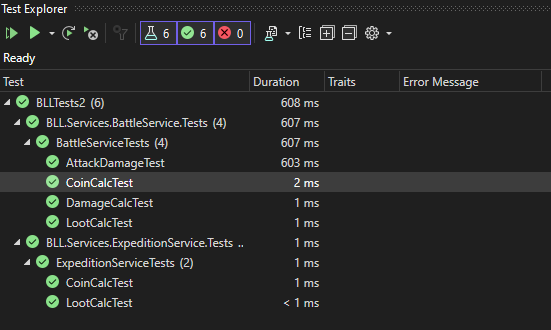 Test Explorer
6 6 0
Ready
Test Duration Traits Error Message
BLLTests2 (6) 608 ms
BLL.Services.BattleService.Tests (4) 607 ms
BattleServiceTests (4) 607 ms
AttackDamageTest 603 ms
CoinCalcTest 2 ms
DamageCalcTest 1 ms
LootCalcTest 1 ms
BLL.Services.ExpeditionService.Tests .. 1 ms
ExpeditionServiceTests (2) 1 ms
CoinCalcTest 1 ms
LootCalcTest < 1 ms